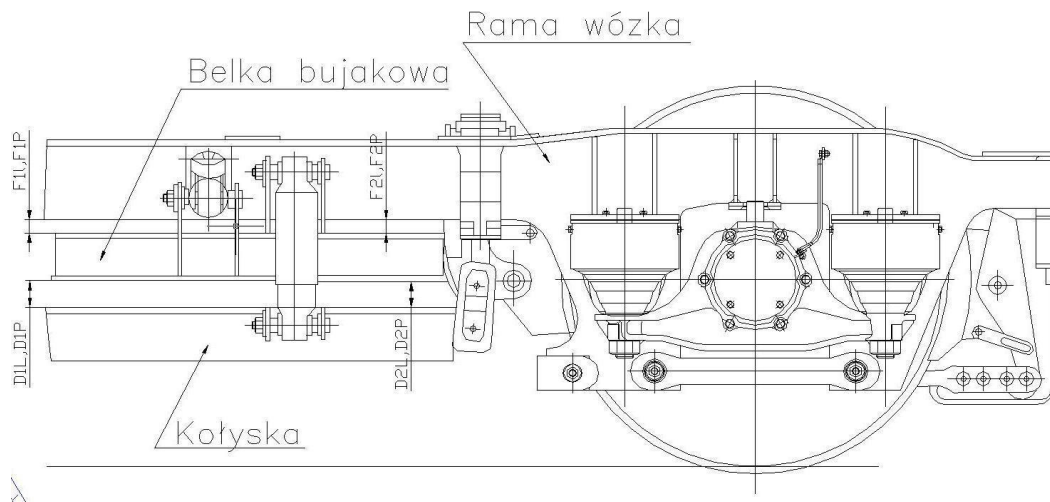 Rama wózka
Belka bujakowa
F1l,F1P
F2l,F2P
D1L,D1P
D2L,D2P
Kołyska